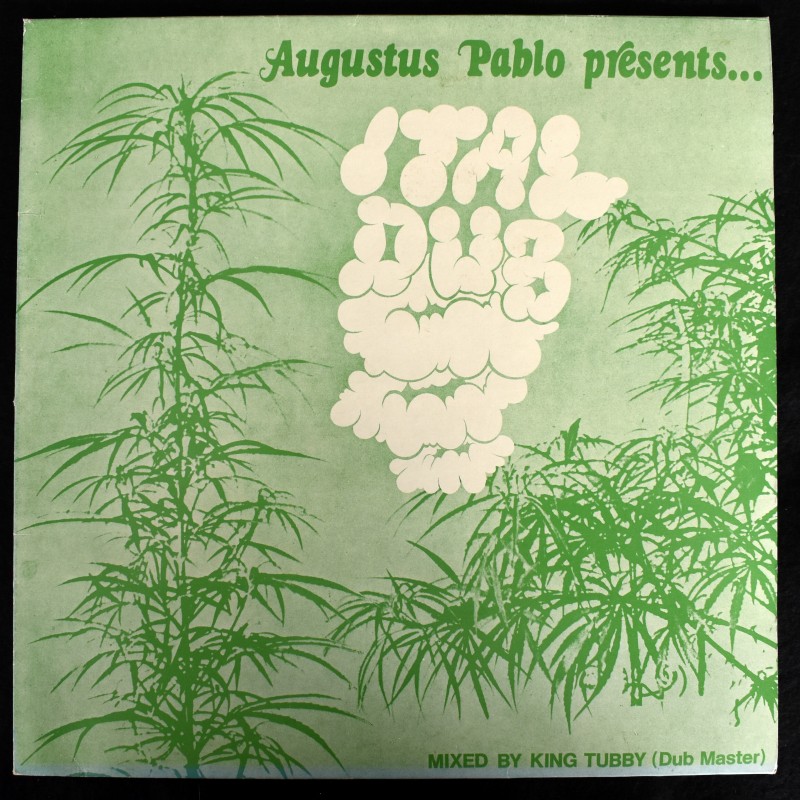 Augustus Pablo presents...
ITAL
DUB
MIXED BY KING TUBBY (Dub Master)